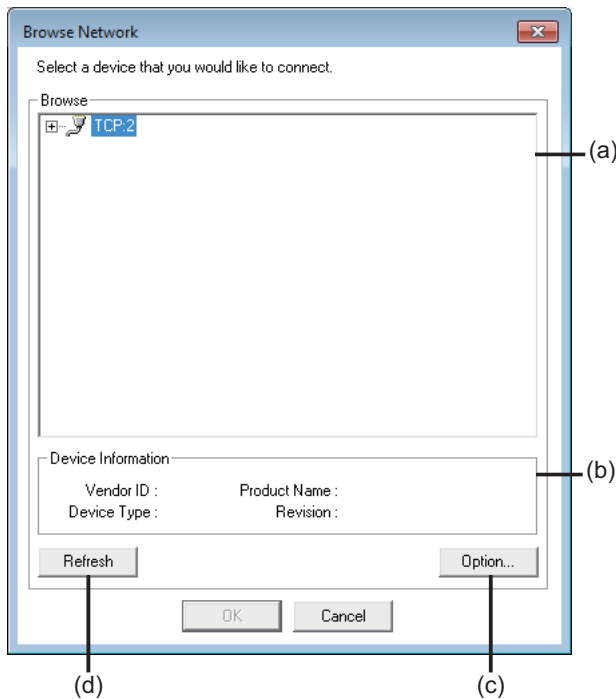 Browse Network
Select a device that you would like to connect.
Browse
TCP:2
(a)
Device Information
(b)
Vendor ID : Product Name :
Device Type : Revision :
Refresh Option...
OK Cancel
(d) (c)